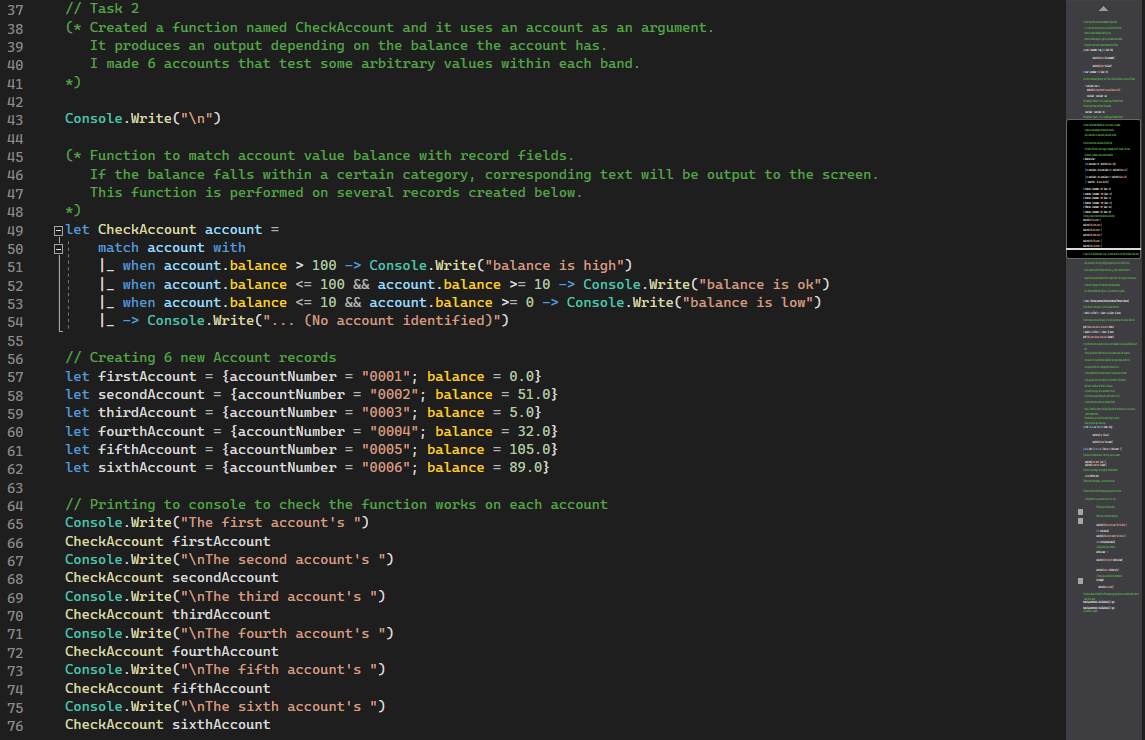 37 // Task 2
38 (* Created a function named CheckAccount and it uses an account as an argument.
39 It produces an output depending on the balance the account has.
40 I made 6 accounts that test some arbitrary values within each band.
41 *)
42
43 Console.Write("\n")
44
45 (* Function to match account value balance with record fields.
46 If the balance falls within a certain category, corresponding text will be output to the screen.
47 This function is performed on several records created below.
48 *)
49 let CheckAccount account =
50 match account with
51 |_ when account.balance > 100 -> Console.Write("balance is high")
52 |_ when account.balance <= 100 && account.balance >= 10 -> Console.Write("balance is ok")
53 |_ when account.balance <= 10 && account.balance >= 0 -> Console.Write("balance is low")
54 |_ -> Console.Write("... (No account identified)")
55
56 // Creating 6 new Account records
57 let firstAccount = {accountNumber = "0001"; balance = 0.0}
58 let secondAccount = {accountNumber = "0002"; balance = 51.0}
59 let thirdAccount = {accountNumber = "0003"; balance = 5.0}
60 let fourthAccount = {accountNumber = "0004"; balance = 32.0}
61 let fifthAccount = {accountNumber = "0005"; balance = 105.0}
62 let sixthAccount = {accountNumber = "0006"; balance = 89.0}
63
64 // Printing to console to check the function works on each account
65 Console.Write("The first account's ")
66 CheckAccount firstAccount
67 Console.Write("\nThe second account's ")
68 CheckAccount secondAccount
69 Console.Write("\nThe third account's ")
70 CheckAccount thirdAccount
71 Console.Write("\nThe fourth account's ")
72 CheckAccount fourthAccount
73 Console.Write("\nThe fifth account's ")
74 CheckAccount fifthAccount
75 Console.Write("\nThe sixth account's ")
76 CheckAccount sixthAccount